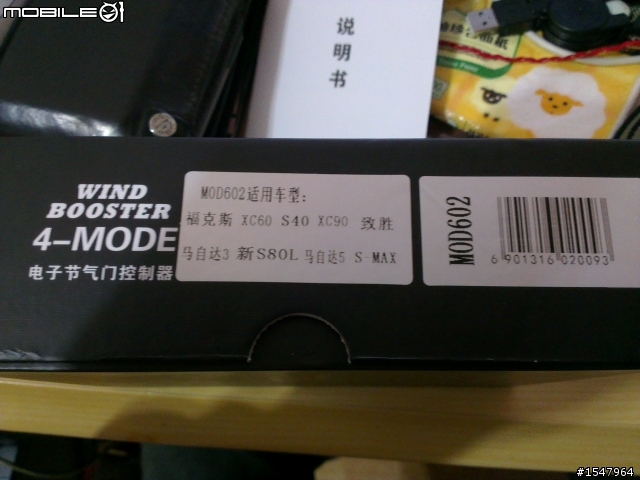 MOBILE01
说明书
WIND
BOOSTER
4-MODE
电子节气门控制器
MOD602适用车型：
福克斯 XC60 S40 XC90 致胜
马自达3 新S80L 马自达5 S-MAX
MOD602
6 901316 020093
#1547964